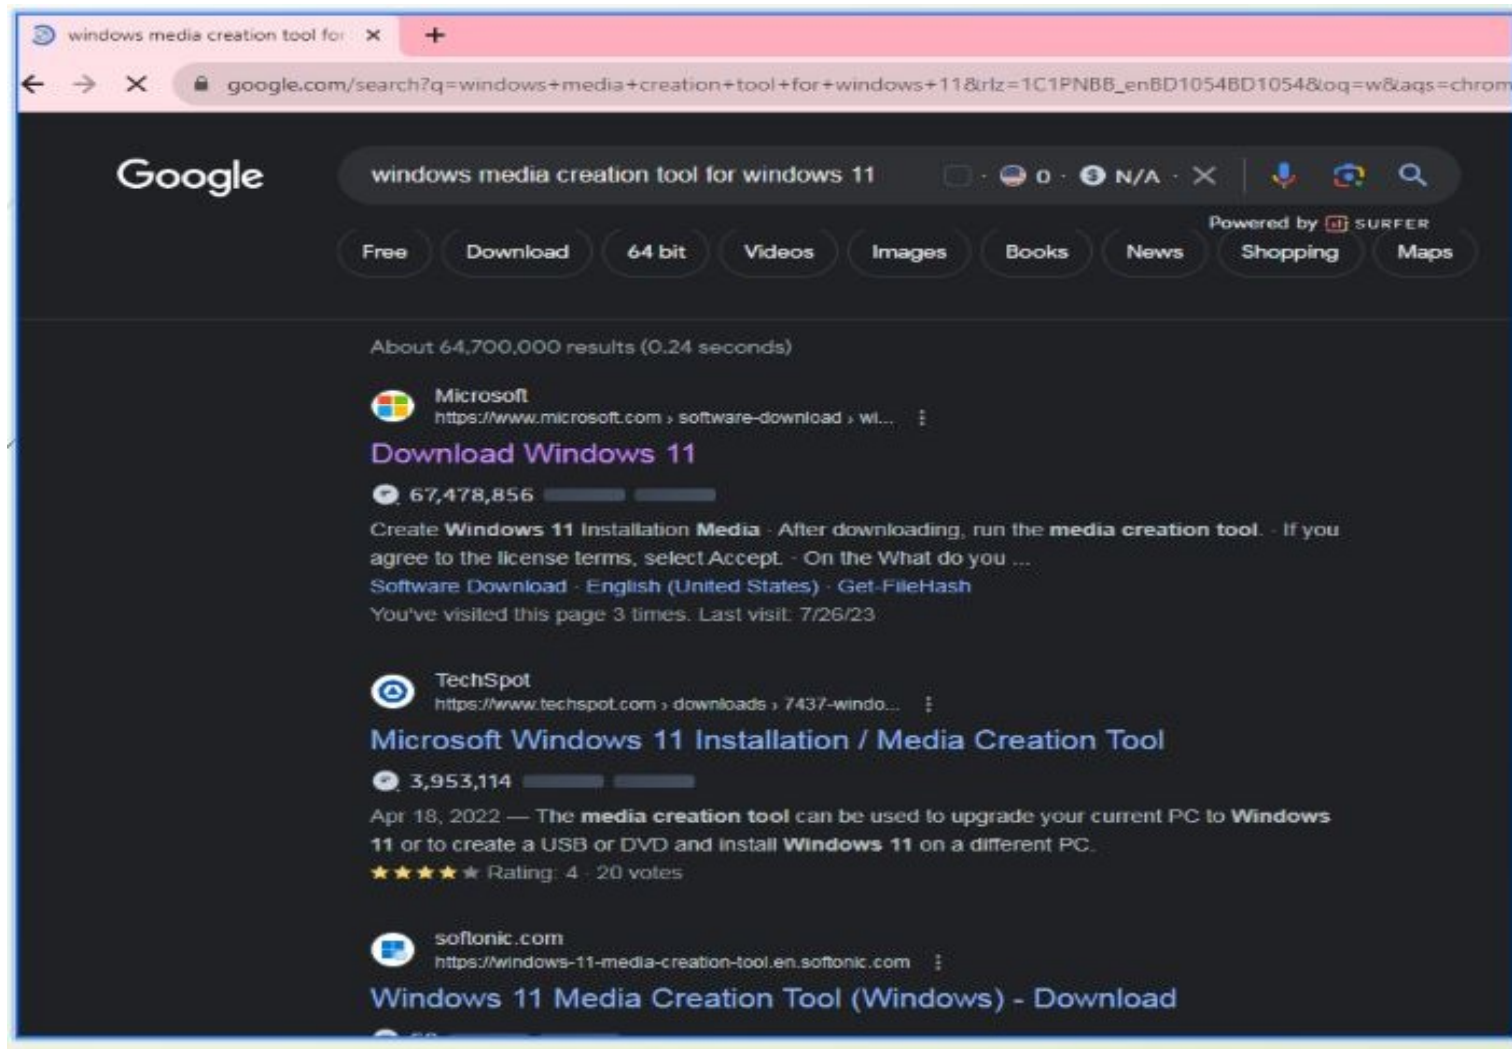 windows media creation tool for
google.com/search?q=windows+media+creation+tool+for+windows+11&rlz=1C1PNBB_enBD1054BD1054&oq=w&aqs=chrom
Google
windows media creation tool for windows 11 · 0 · N/A ·
Powered by SURFER
Free Download 64 bit Videos Images Books News Shopping Maps
About 64,700,000 results (0.24 seconds)
Microsoft
https://www.microsoft.com › software-download › wi...
Download Windows 11
67,478,856
Create Windows 11 Installation Media · After downloading, run the media creation tool. · If you
agree to the license terms, select Accept. · On the What do you ...
Software Download · English (United States) · Get-FileHash
You've visited this page 3 times. Last visit: 7/26/23
TechSpot
https://www.techspot.com › downloads › 7437-windo...
Microsoft Windows 11 Installation / Media Creation Tool
3,953,114
Apr 18, 2022 — The media creation tool can be used to upgrade your current PC to Windows
11 or to create a USB or DVD and install Windows 11 on a different PC.
Rating: 4 · 20 votes
softonic.com
https://windows-11-media-creation-tool.en.softonic.com
Windows 11 Media Creation Tool (Windows) - Download